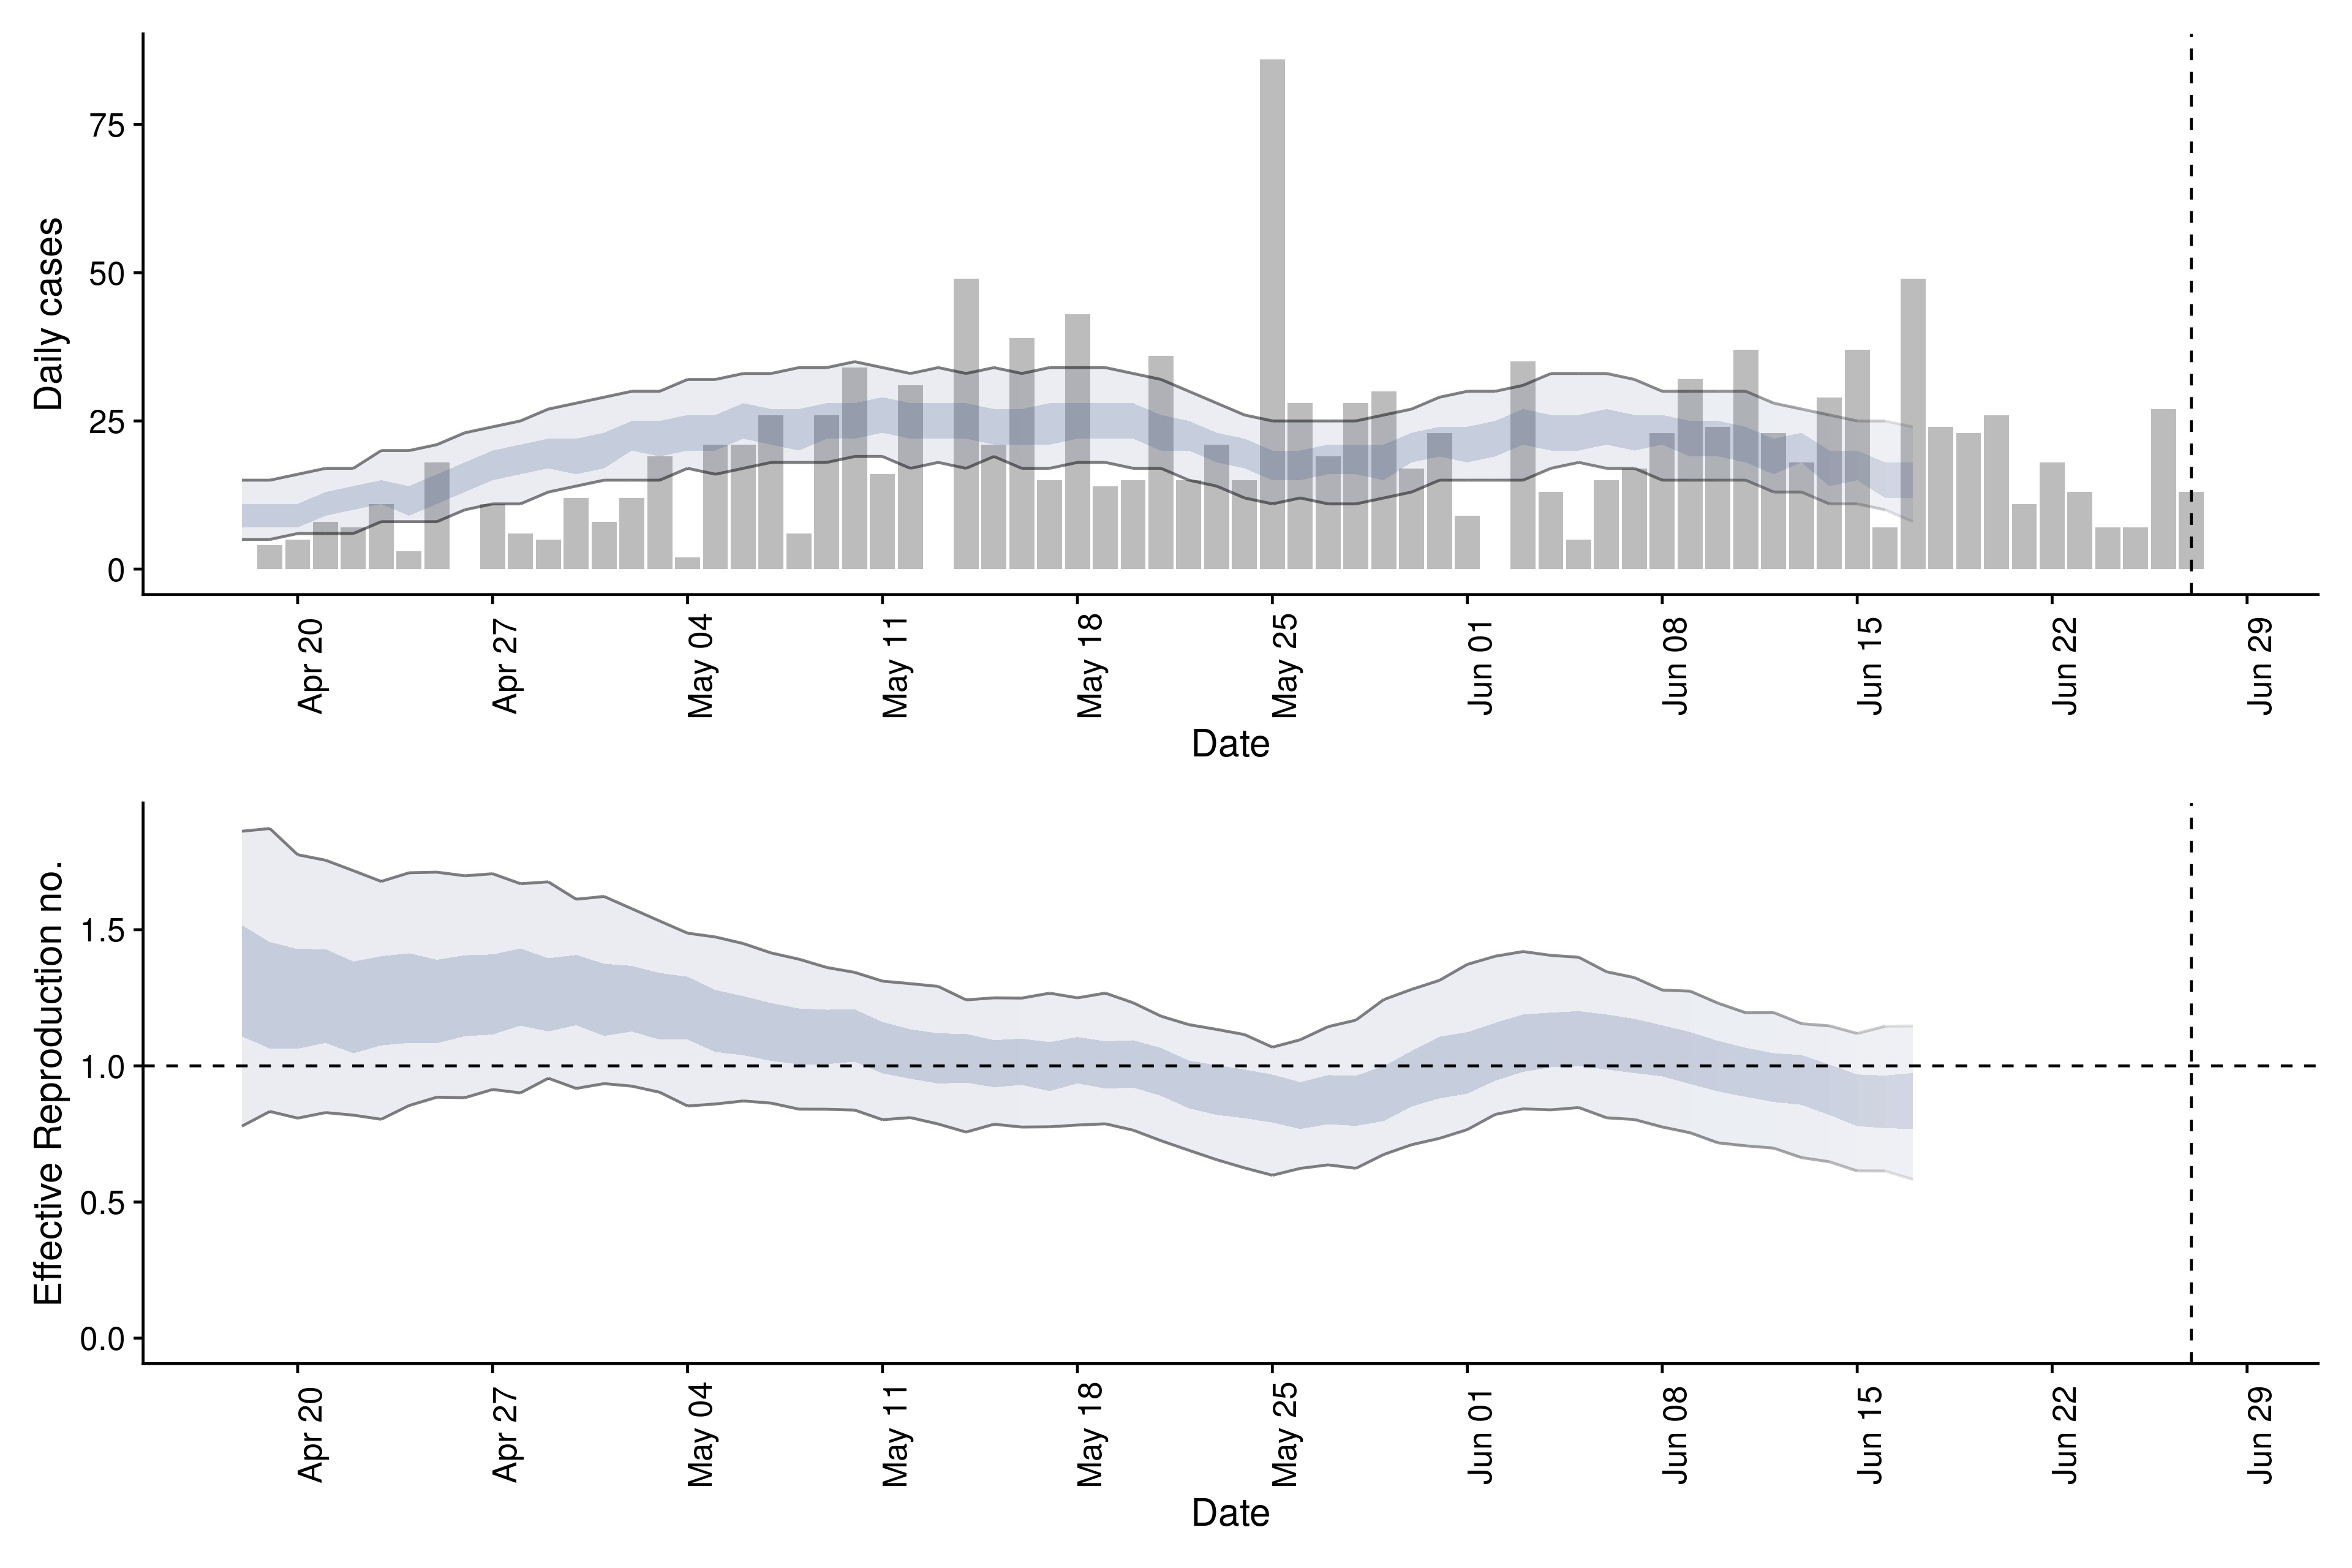 Daily cases
75
50
25
0
Apr 20
Apr 27
May 04
May 11
May 18
May 25
Jun 01
Jun 08
Jun 15
Jun 22
Jun 29
Date
Effective Reproduction no.
1.5
1.0
0.5
0.0
Apr 20
Apr 27
May 04
May 11
May 18
May 25
Jun 01
Jun 08
Jun 15
Jun 22
Jun 29
Date